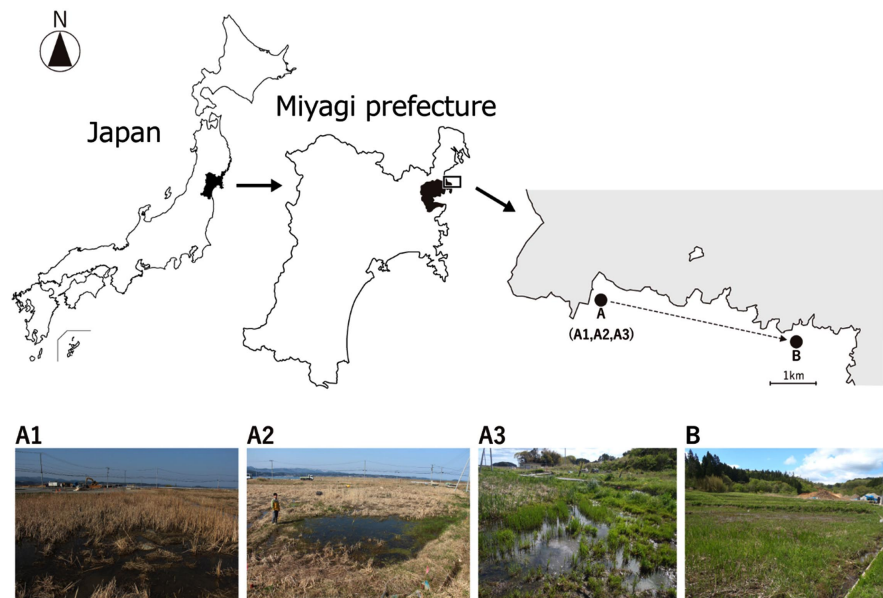 N
Japan
Miyagi prefecture
A
(A1,A2,A3)
B
1km
A1
A2
A3
B